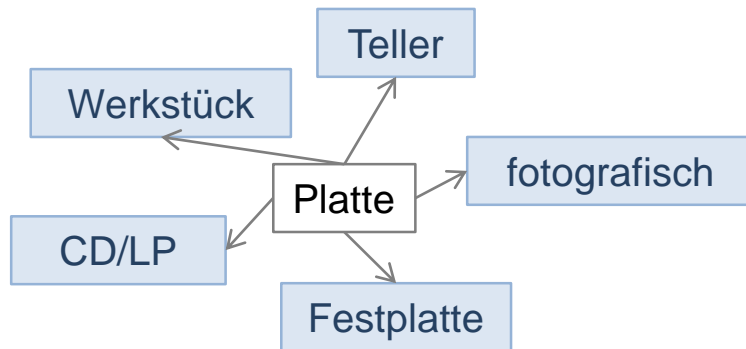 Teller
Werkstück
fotografisch
Platte
CD/LP
Festplatte